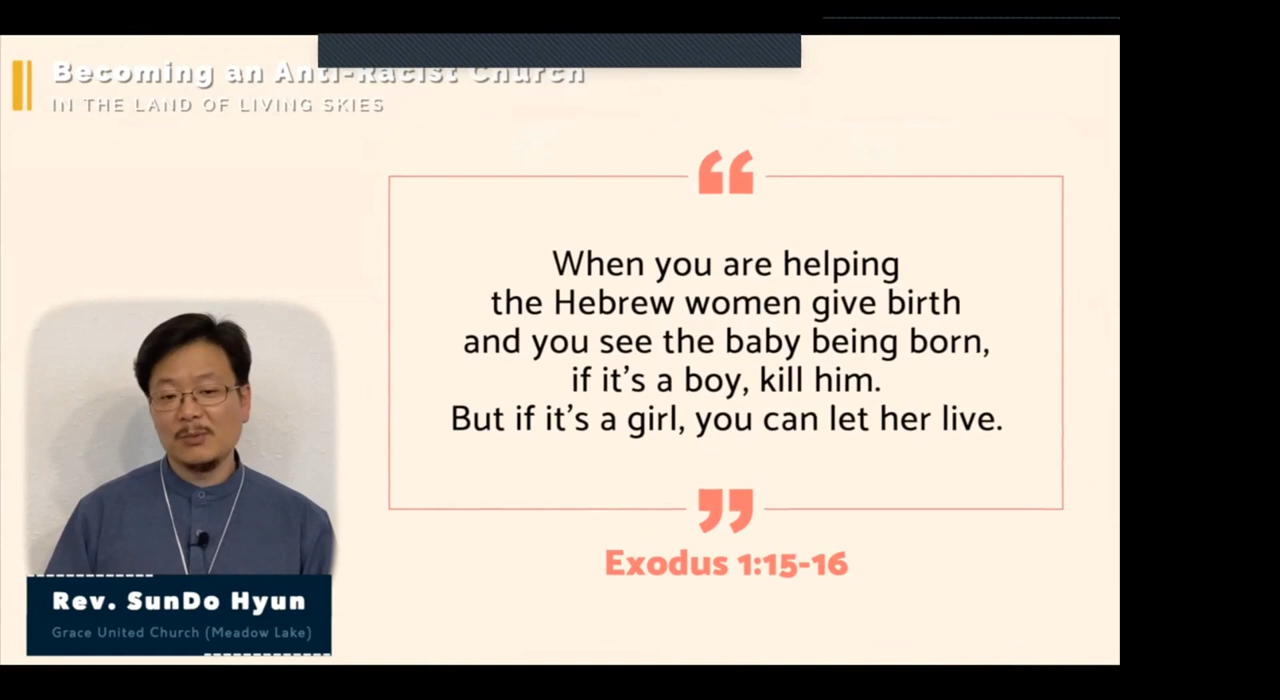 Becoming an Anti-Racist Church
IN THE LAND OF LIVING SKIES
“
When you are helping
the Hebrew women give birth
and you see the baby being born,
if it’s a boy, kill him.
But if it’s a girl, you can let her live.
”
Exodus 1:15-16
Rev. SunDo Hyun
Grace United Church (Meadow Lake)